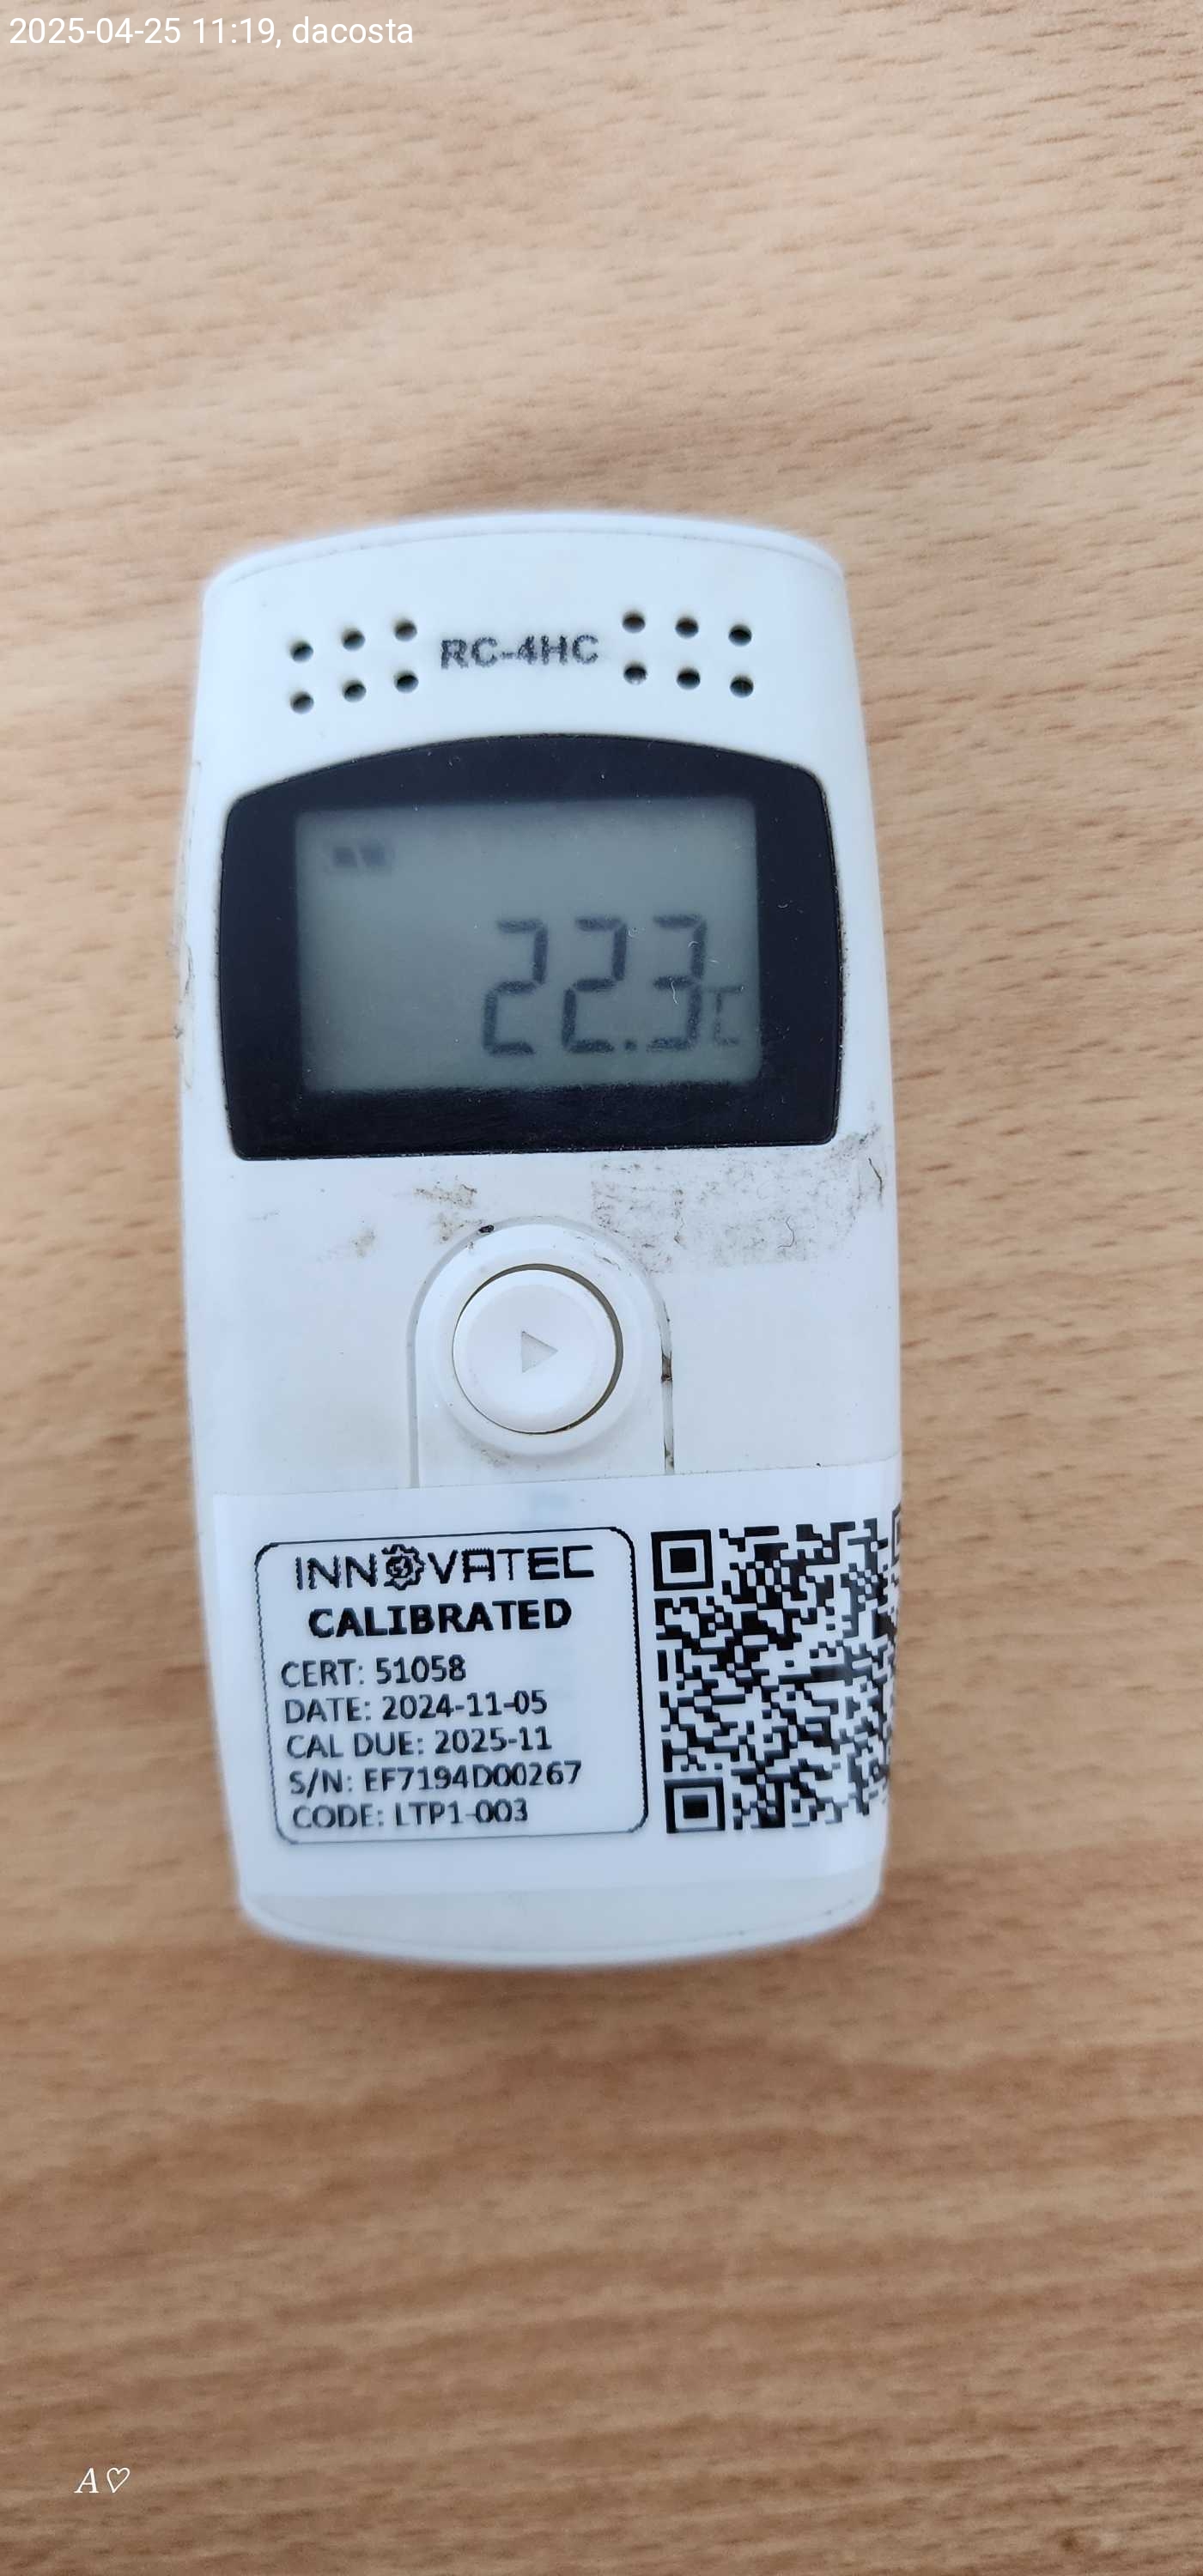 2025-04-25 11:19, dacosta
RC-4HC
22.3°C
INNOVATEC
CALIBRATED
CERT: 51058
DATE: 2024-11-05
CAL DUE: 2025-11
S/N: EF7194D00267
CODE: LTP1-003
A♡